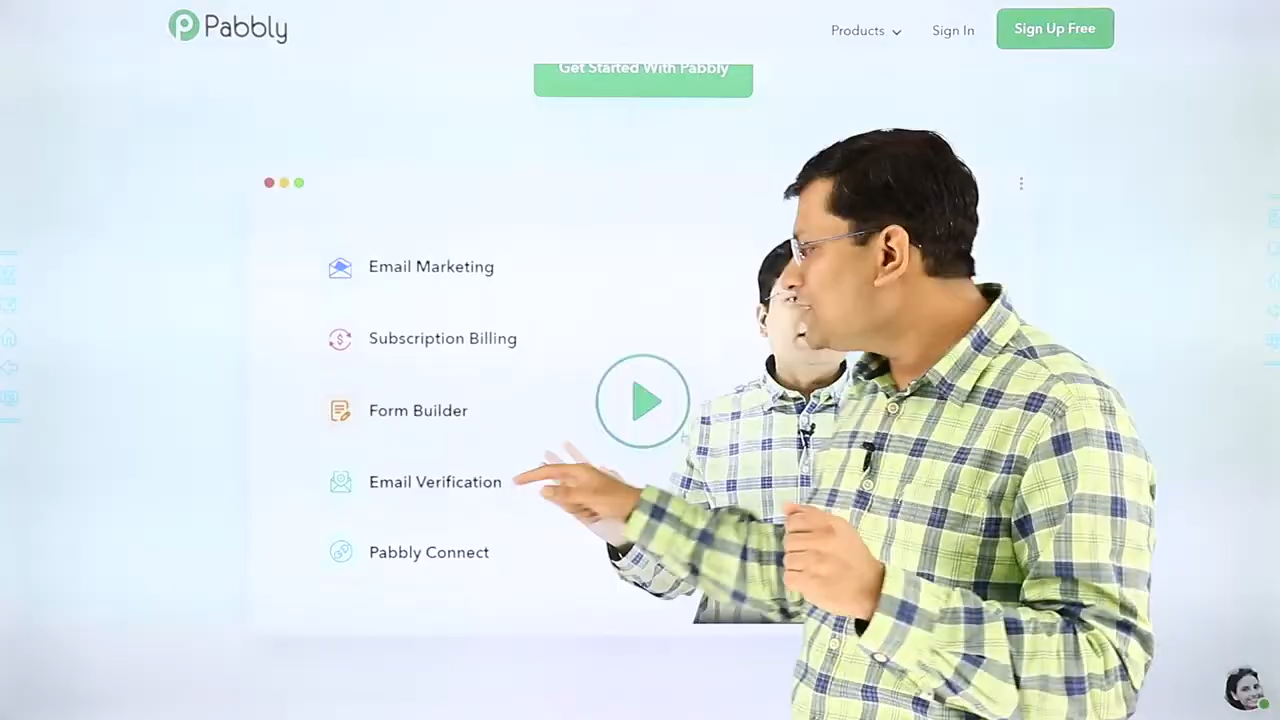 Pabbly
Products
Sign In
Sign Up Free
Get Started With Pabbly
Email Marketing
Subscription Billing
Form Builder
Email Verification
Pabbly Connect